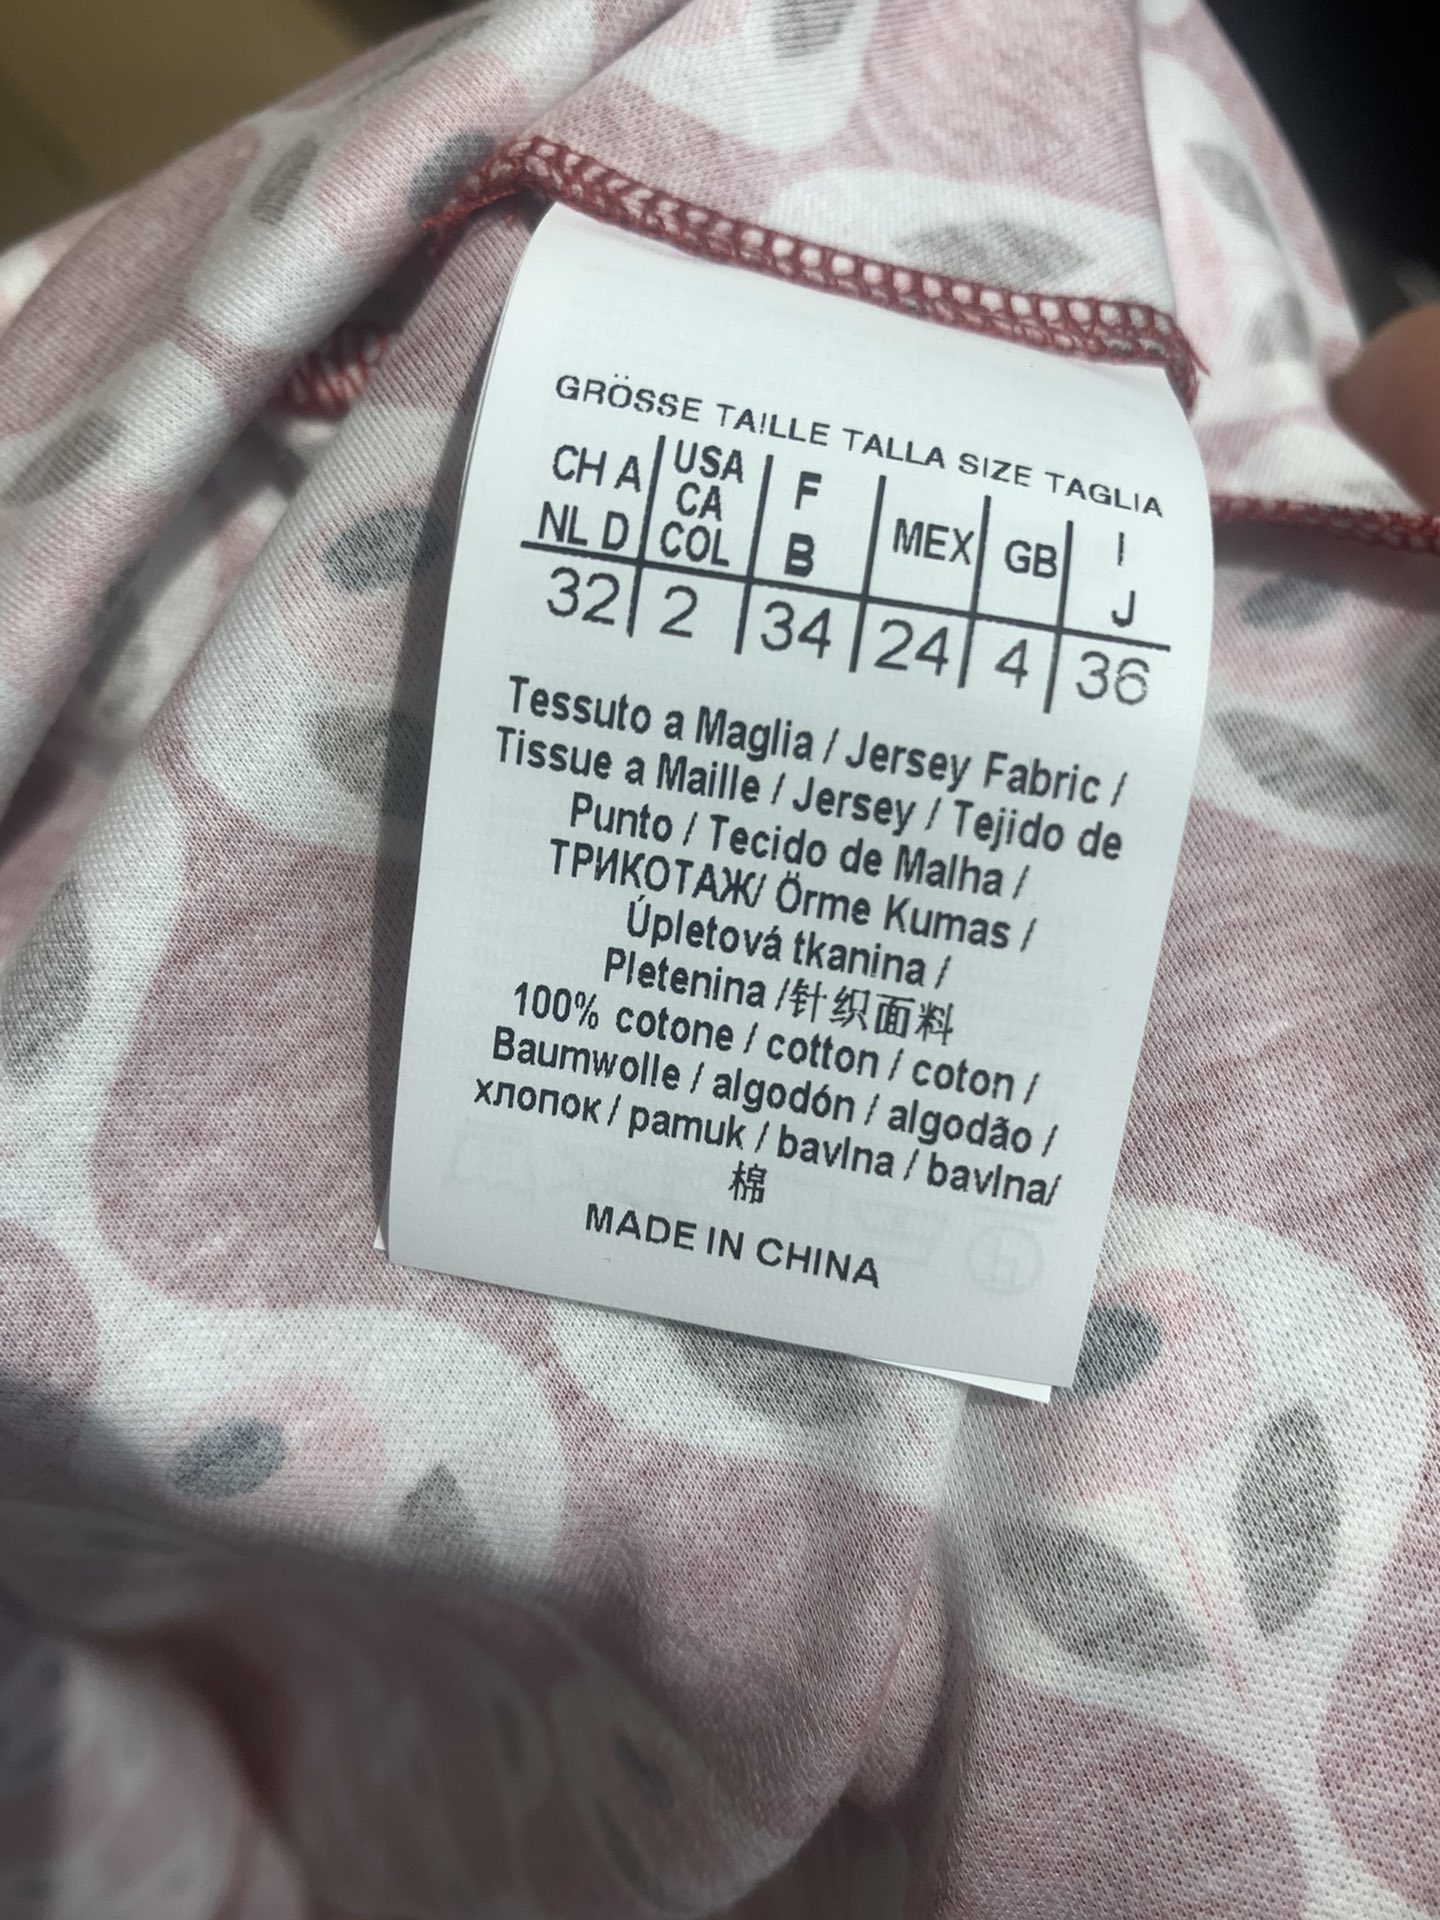 GRÖSSE TAILLE TALLA SIZE TAGLIA
CH A USA F I
CA MEX GB
NL D COL B J
32 2 34 24 4 36
Tessuto a Maglia / Jersey Fabric /
Tissue a Maille / Jersey / Tejido de
Punto / Tecido de Malha /
ТРИКОТАЖ/ Örme Kumas /
Úpletová tkanina /
Pletenina /针织面料
100% cotone / cotton / coton /
Baumwolle / algodón / algodão /
хлопок / pamuk / bavlna / bavlna/
棉
MADE IN CHINA